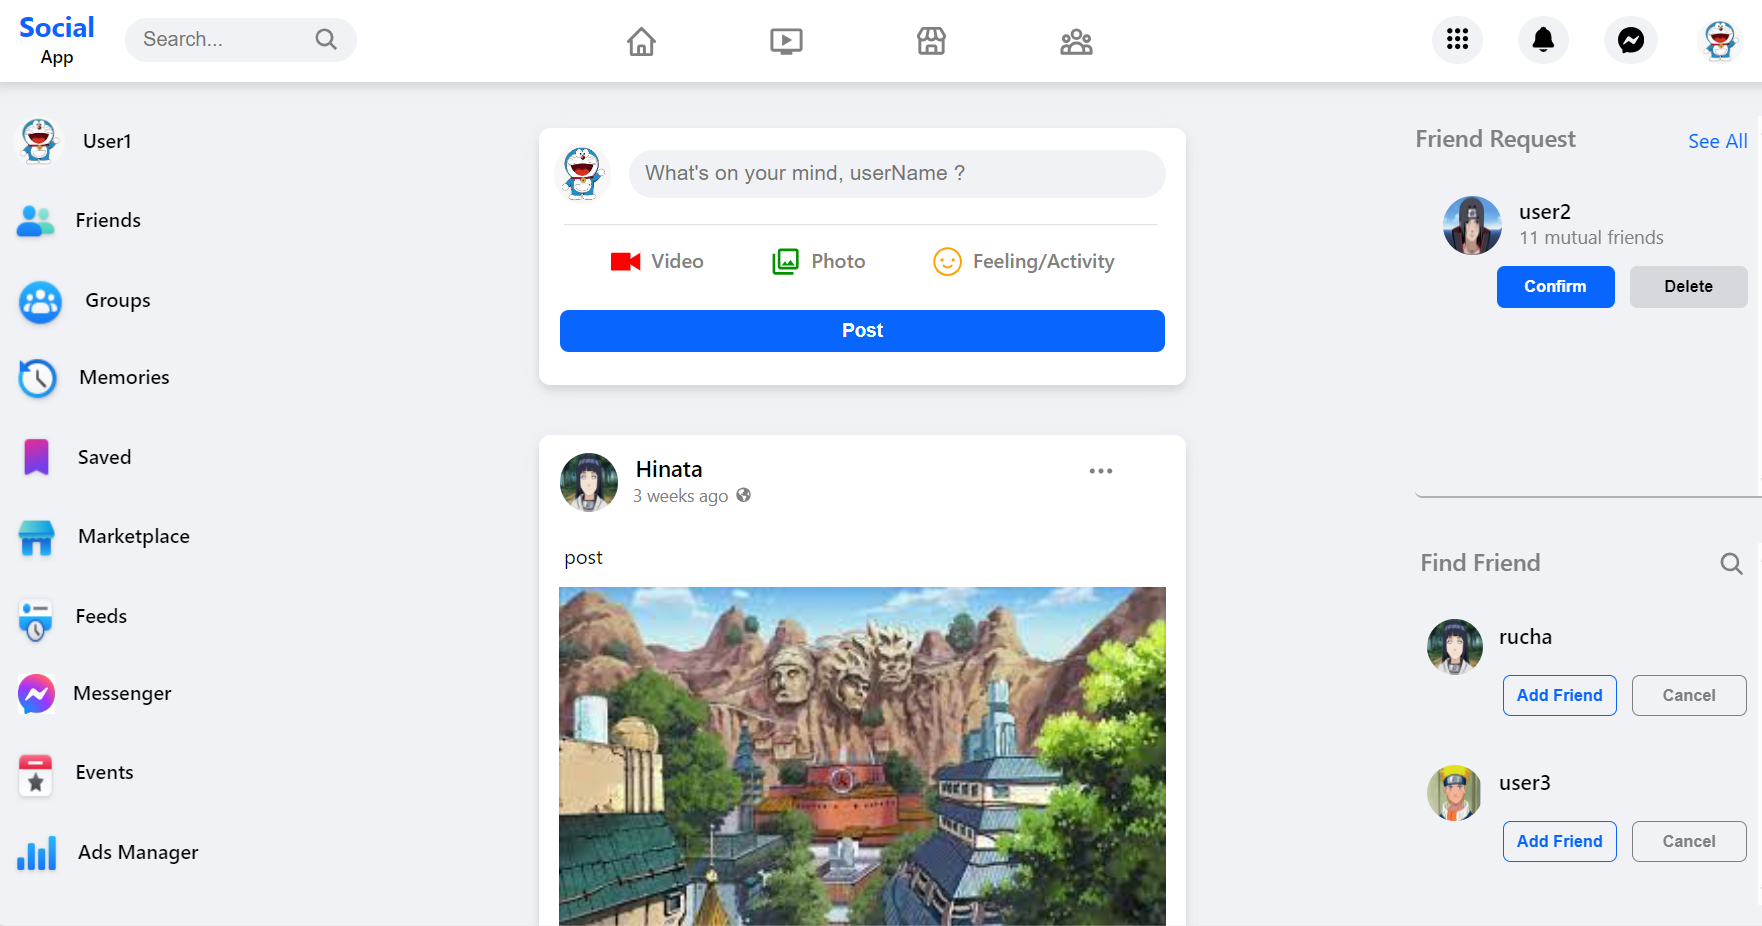 Social
App
Search...
User1
Friends
Groups
Memories
Saved
Marketplace
Feeds
Messenger
Events
Ads Manager
What's on your mind, userName ?
Video Photo Feeling/Activity
Post
Hinata
3 weeks ago
post
Friend Request See All
user2
11 mutual friends
Confirm Delete
Find Friend
rucha
Add Friend Cancel
user3
Add Friend Cancel